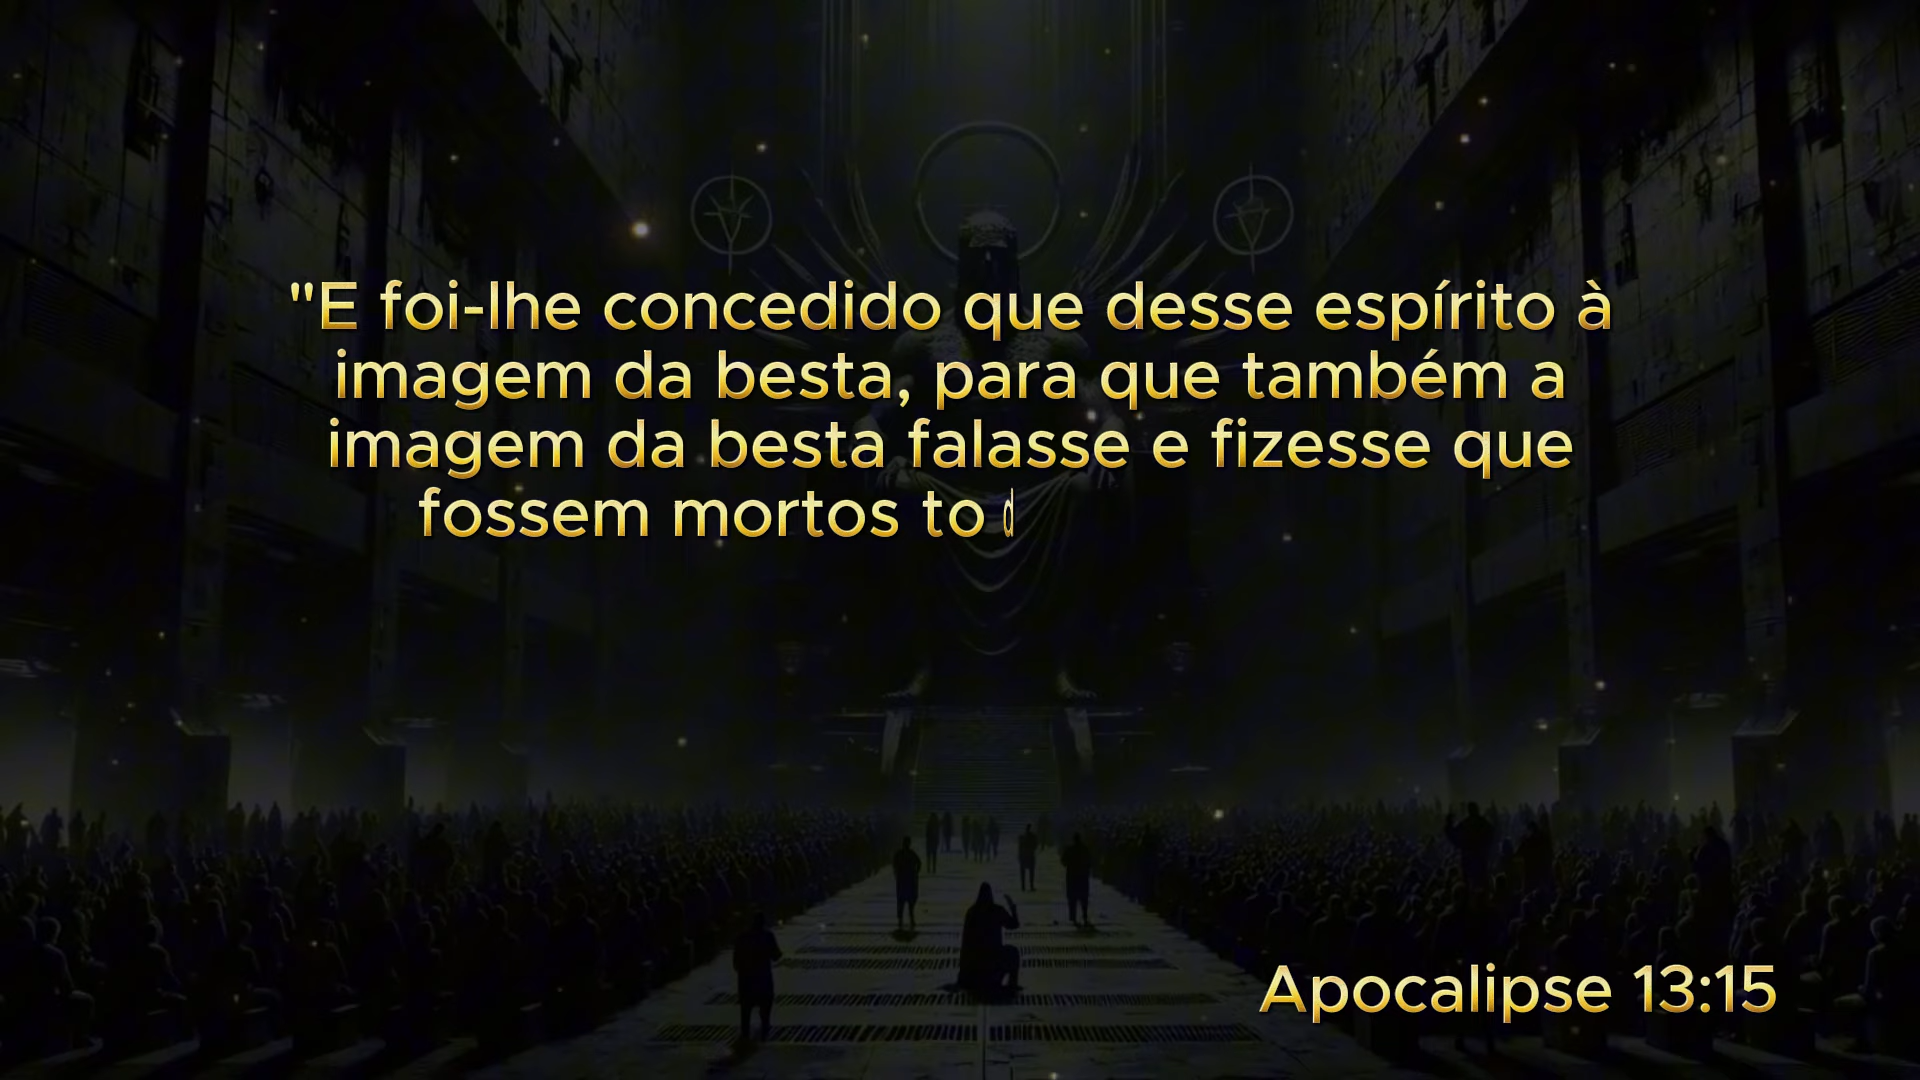 "E foi-lhe concedido que desse espírito à
imagem da besta, para que também a
imagem da besta falasse e fizesse que
fossem mortos tod
Apocalipse 13:15